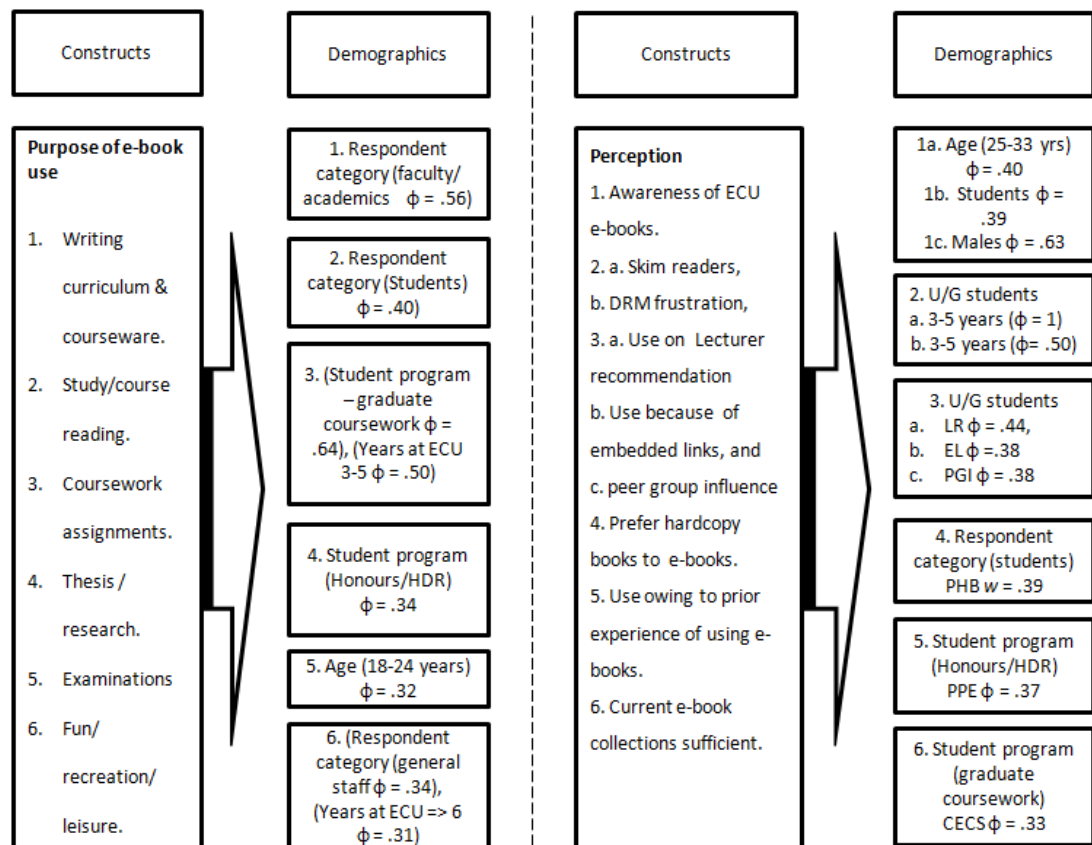 Constructs
Demographics
Purpose of e-book
use
1. Writing
curriculum &
courseware.
2. Study/course
reading.
3. Coursework
assignments.
4. Thesis /
research.
5. Examinations
6. Fun/
recreation/
leisure.
1. Respondent
category (faculty/
academics ϕ = .56)
2. Respondent
category (Students)
ϕ = .40)
3. (Student program
– graduate
coursework ϕ =
.64), (Years at ECU
3-5 ϕ = .50)
4. Student program
(Honours/HDR)
ϕ = .34
5. Age (18-24 years)
ϕ = .32
6. (Respondent
category (general
staff ϕ = .34),
(Years at ECU => 6
ϕ = .31)
Constructs
Demographics
Perception
1. Awareness of ECU
e-books.
2. a. Skim readers,
b. DRM frustration,
3. a. Use on Lecturer
recommendation
b. Use because of
embedded links, and
c. peer group influence
4. Prefer hardcopy
books to e-books.
5. Use owing to prior
experience of using e-
books.
6. Current e-book
collections sufficient.
1a. Age (25-33 yrs)
ϕ = .40
1b. Students ϕ =
.39
1c. Males ϕ = .63
2. U/G students
a. 3-5 years (ϕ = 1)
b. 3-5 years (ϕ= .50)
3. U/G students
a. LR ϕ = .44,
b. EL ϕ =.38
c. PGI ϕ = .38
4. Respondent
category (students)
PHB w = .39
5. Student program
(Honours/HDR)
PPE ϕ = .37
6. Student program
(graduate
coursework)
CECS ϕ = .33